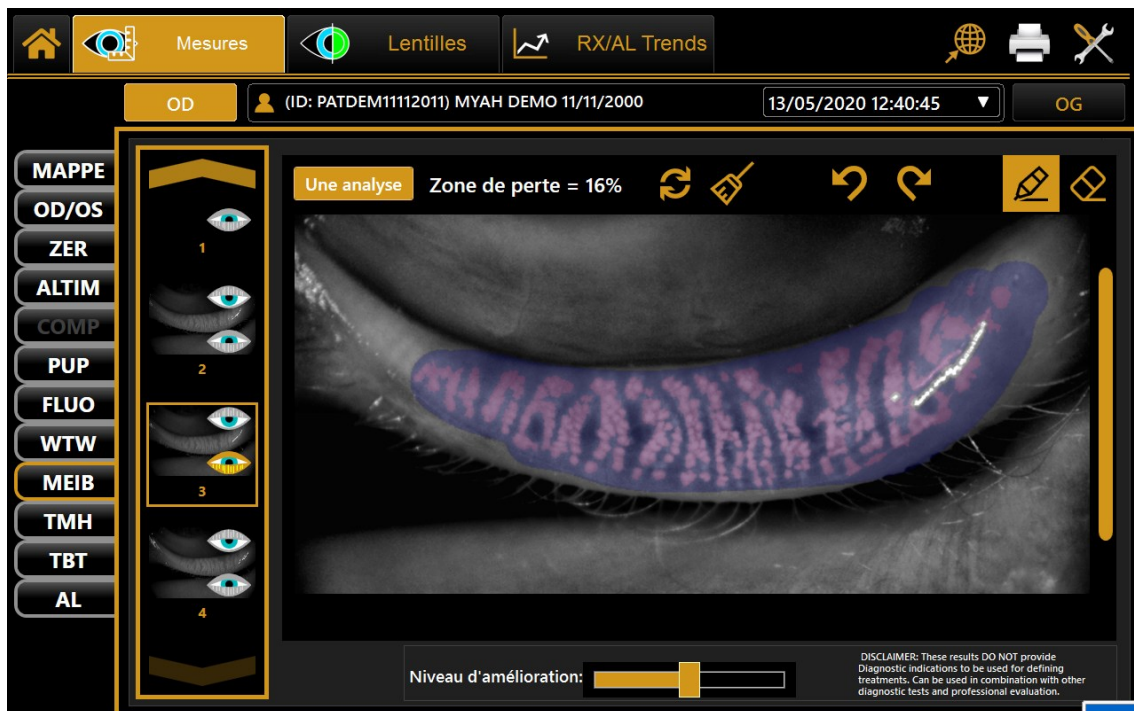 Mesures
Lentilles
RX/AL Trends
OD
(ID: PATDEM11112011) MYAH DEMO 11/11/2000
13/05/2020 12:40:45
OG
MAPPE
OD/OS
ZER
ALTIM
COMP
PUP
FLUO
WTW
MEIB
TMH
TBT
AL
1
2
3
4
Une analyse
Zone de perte = 16%
Niveau d'amélioration:
DISCLAIMER: These results DO NOT provide
Diagnostic indications to be used for defining
treatments. Can be used in combination with other
diagnostic tests and professional evaluation.